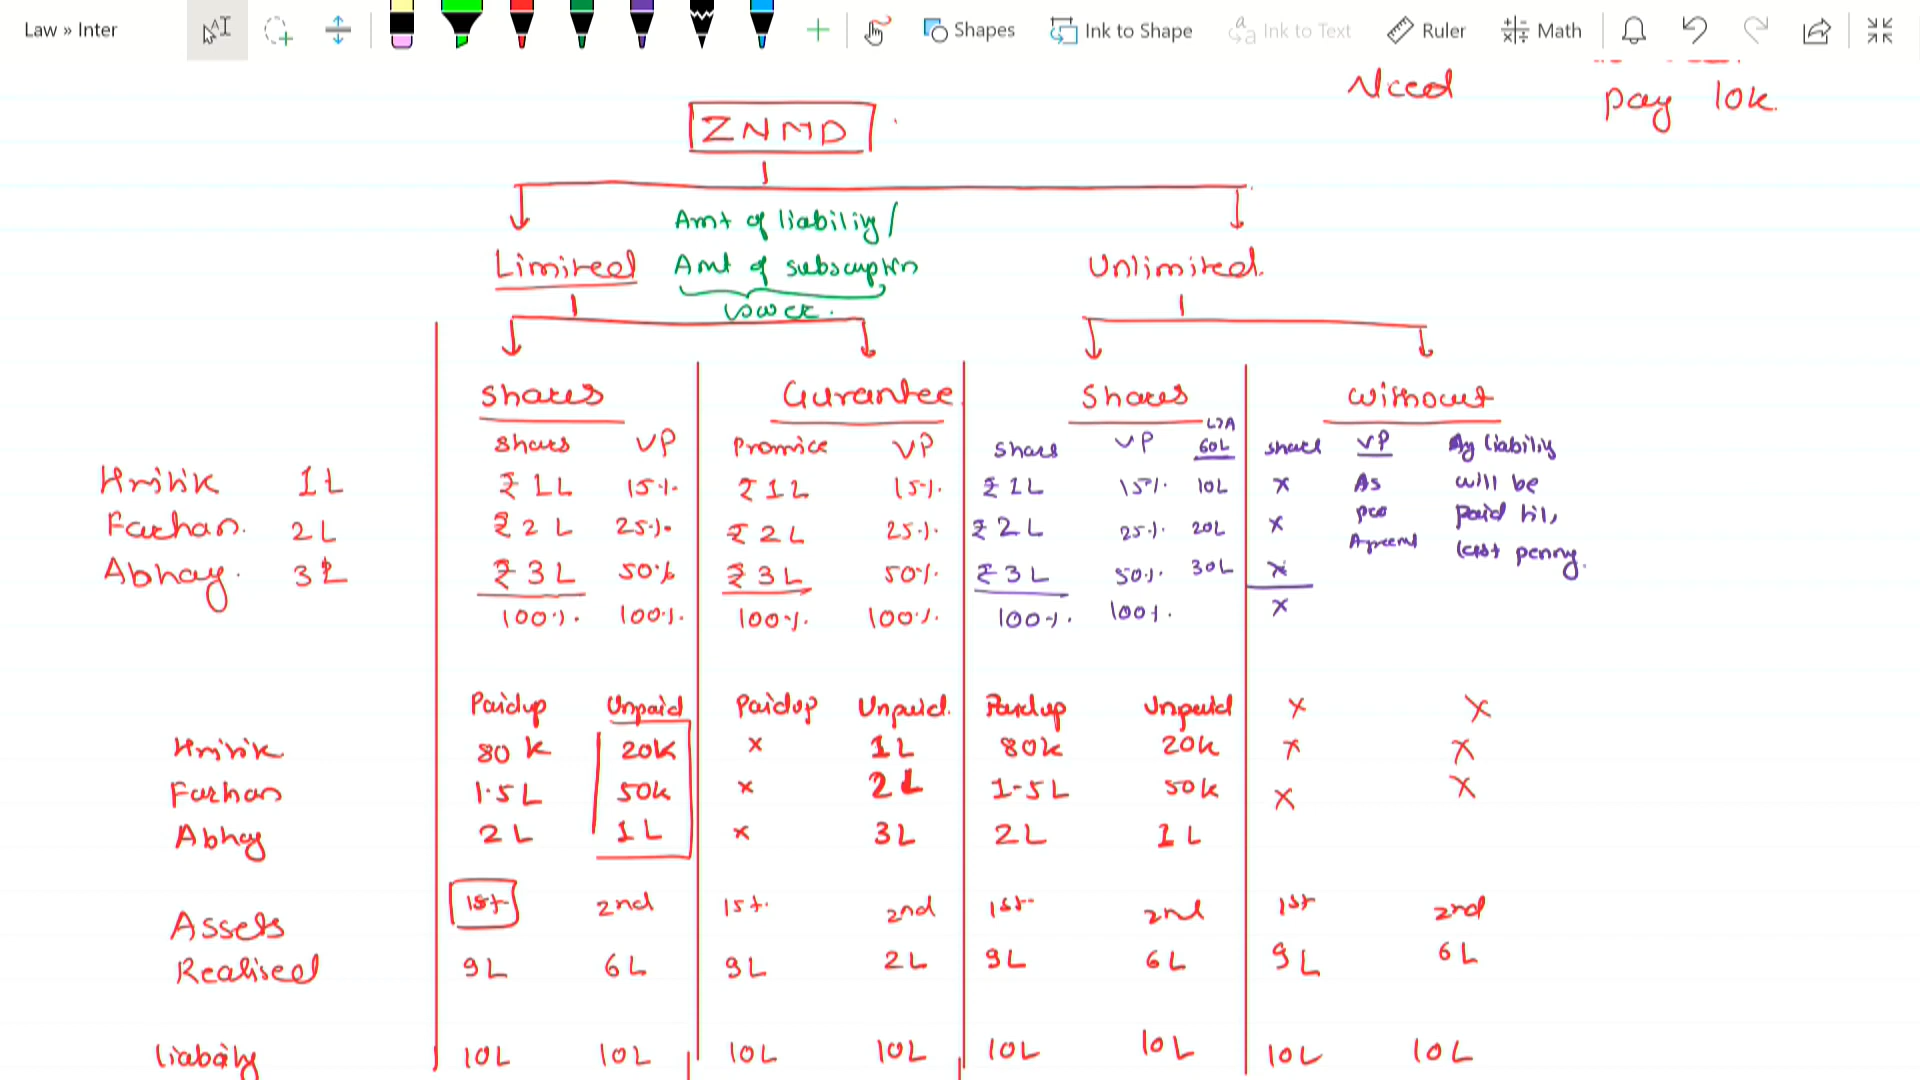 Law » Inter
Shapes Ink to Shape Ink to Text Ruler Math
Need
pay 10k.
ZNMD
Amt of liability /
Limited Amt of subscription Unlimited.
Shares Gurantee Shares without
LDA
shares VP Promise VP Share VP 60L share VP Any liability
Hritik 1L ₹1L 15% ₹1L 15% ₹1L 15% 10L x As will be
Farhan. 2L ₹2L 25% ₹2L 25% ₹2L 25% 20L x per paid till
Abhay. 3L ₹3L 50% ₹3L 50% ₹3L 50% 30L x Agreemt last penny.
100% 100% 100% 100% 100% 100% x
Paidup Unpaid Paidup Unpaid. Paidup Unpaid x x
Hritik 80k 20k x 1L 80k 20k x x
Farhan 1.5L 50k x 2L 1.5L 50k x x
Abhay 2L 1L x 3L 2L 1L
Assets 1st 2nd 1st. 2nd 1st 2nd 1st 2nd
Realised 9L 6L 9L 2L 9L 6L 9L 6L
liability 10L 10L 10L 10L 10L 10L 10L 10L